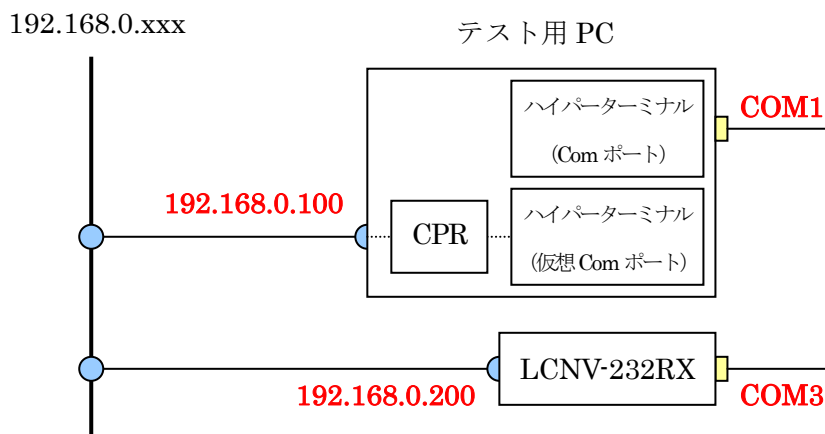 192.168.0.xxx
テスト用 PC
ハイパーターミナル
(Com ポート)
COM1
192.168.0.100
CPR
ハイパーターミナル
(仮想 Com ポート)
LCNV-232RX
192.168.0.200
COM3